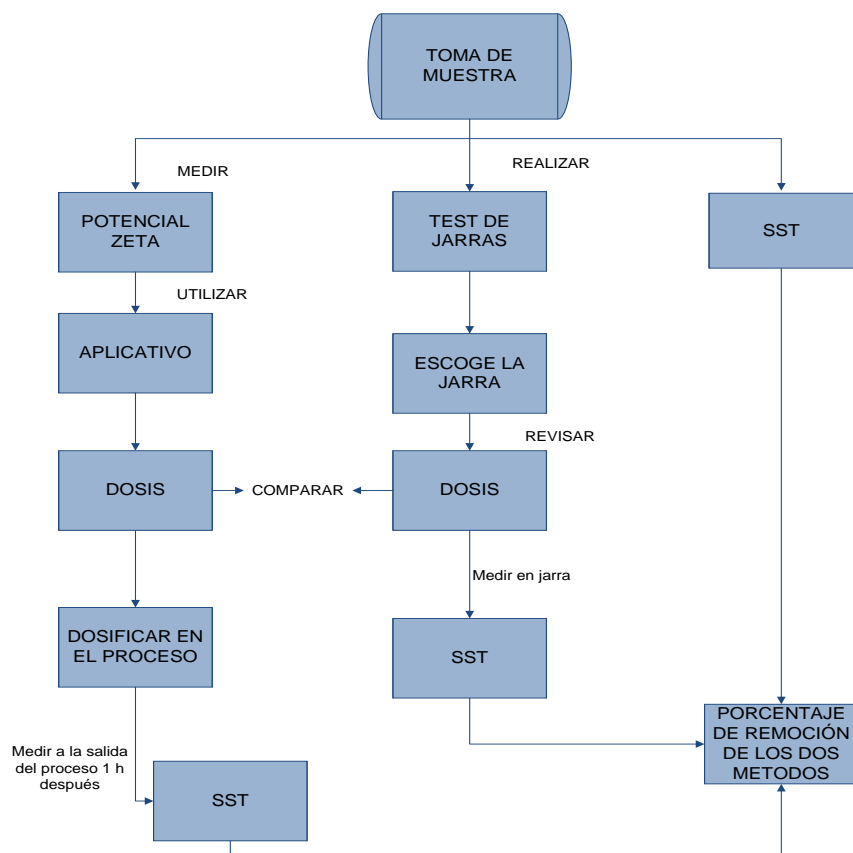 TOMA DE
MUESTRA
MEDIR
REALIZAR
POTENCIAL
ZETA
TEST DE
JARRAS
SST
UTILIZAR
APLICATIVO
ESCOGE LA
JARRA
REVISAR
DOSIS
COMPARAR
DOSIS
Medir en jarra
DOSIFICAR EN
EL PROCESO
SST
PORCENTAJE
DE REMOCIÓN
DE LOS DOS
METODOS
Medir a la salida
del proceso 1 h
después
SST